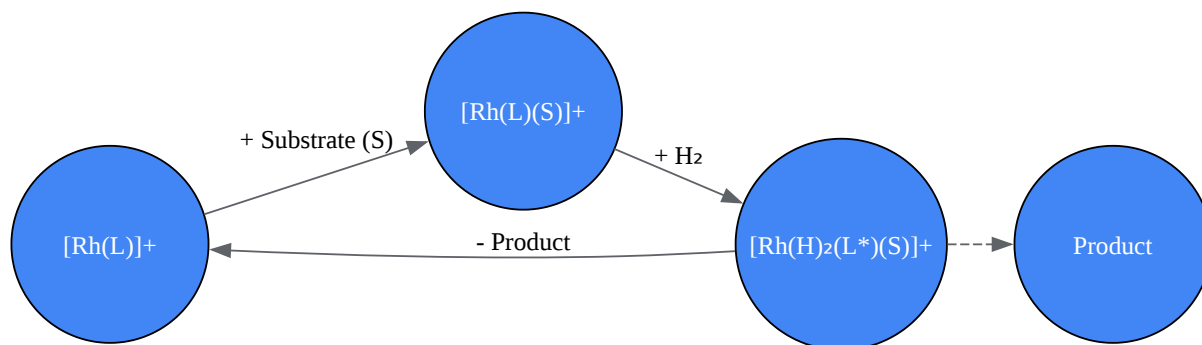 [Rh(L)(S)]+
+ Substrate (S)
+ H₂
[Rh(L)]+
- Product
[Rh(H)₂(L*)(S)]+
Product